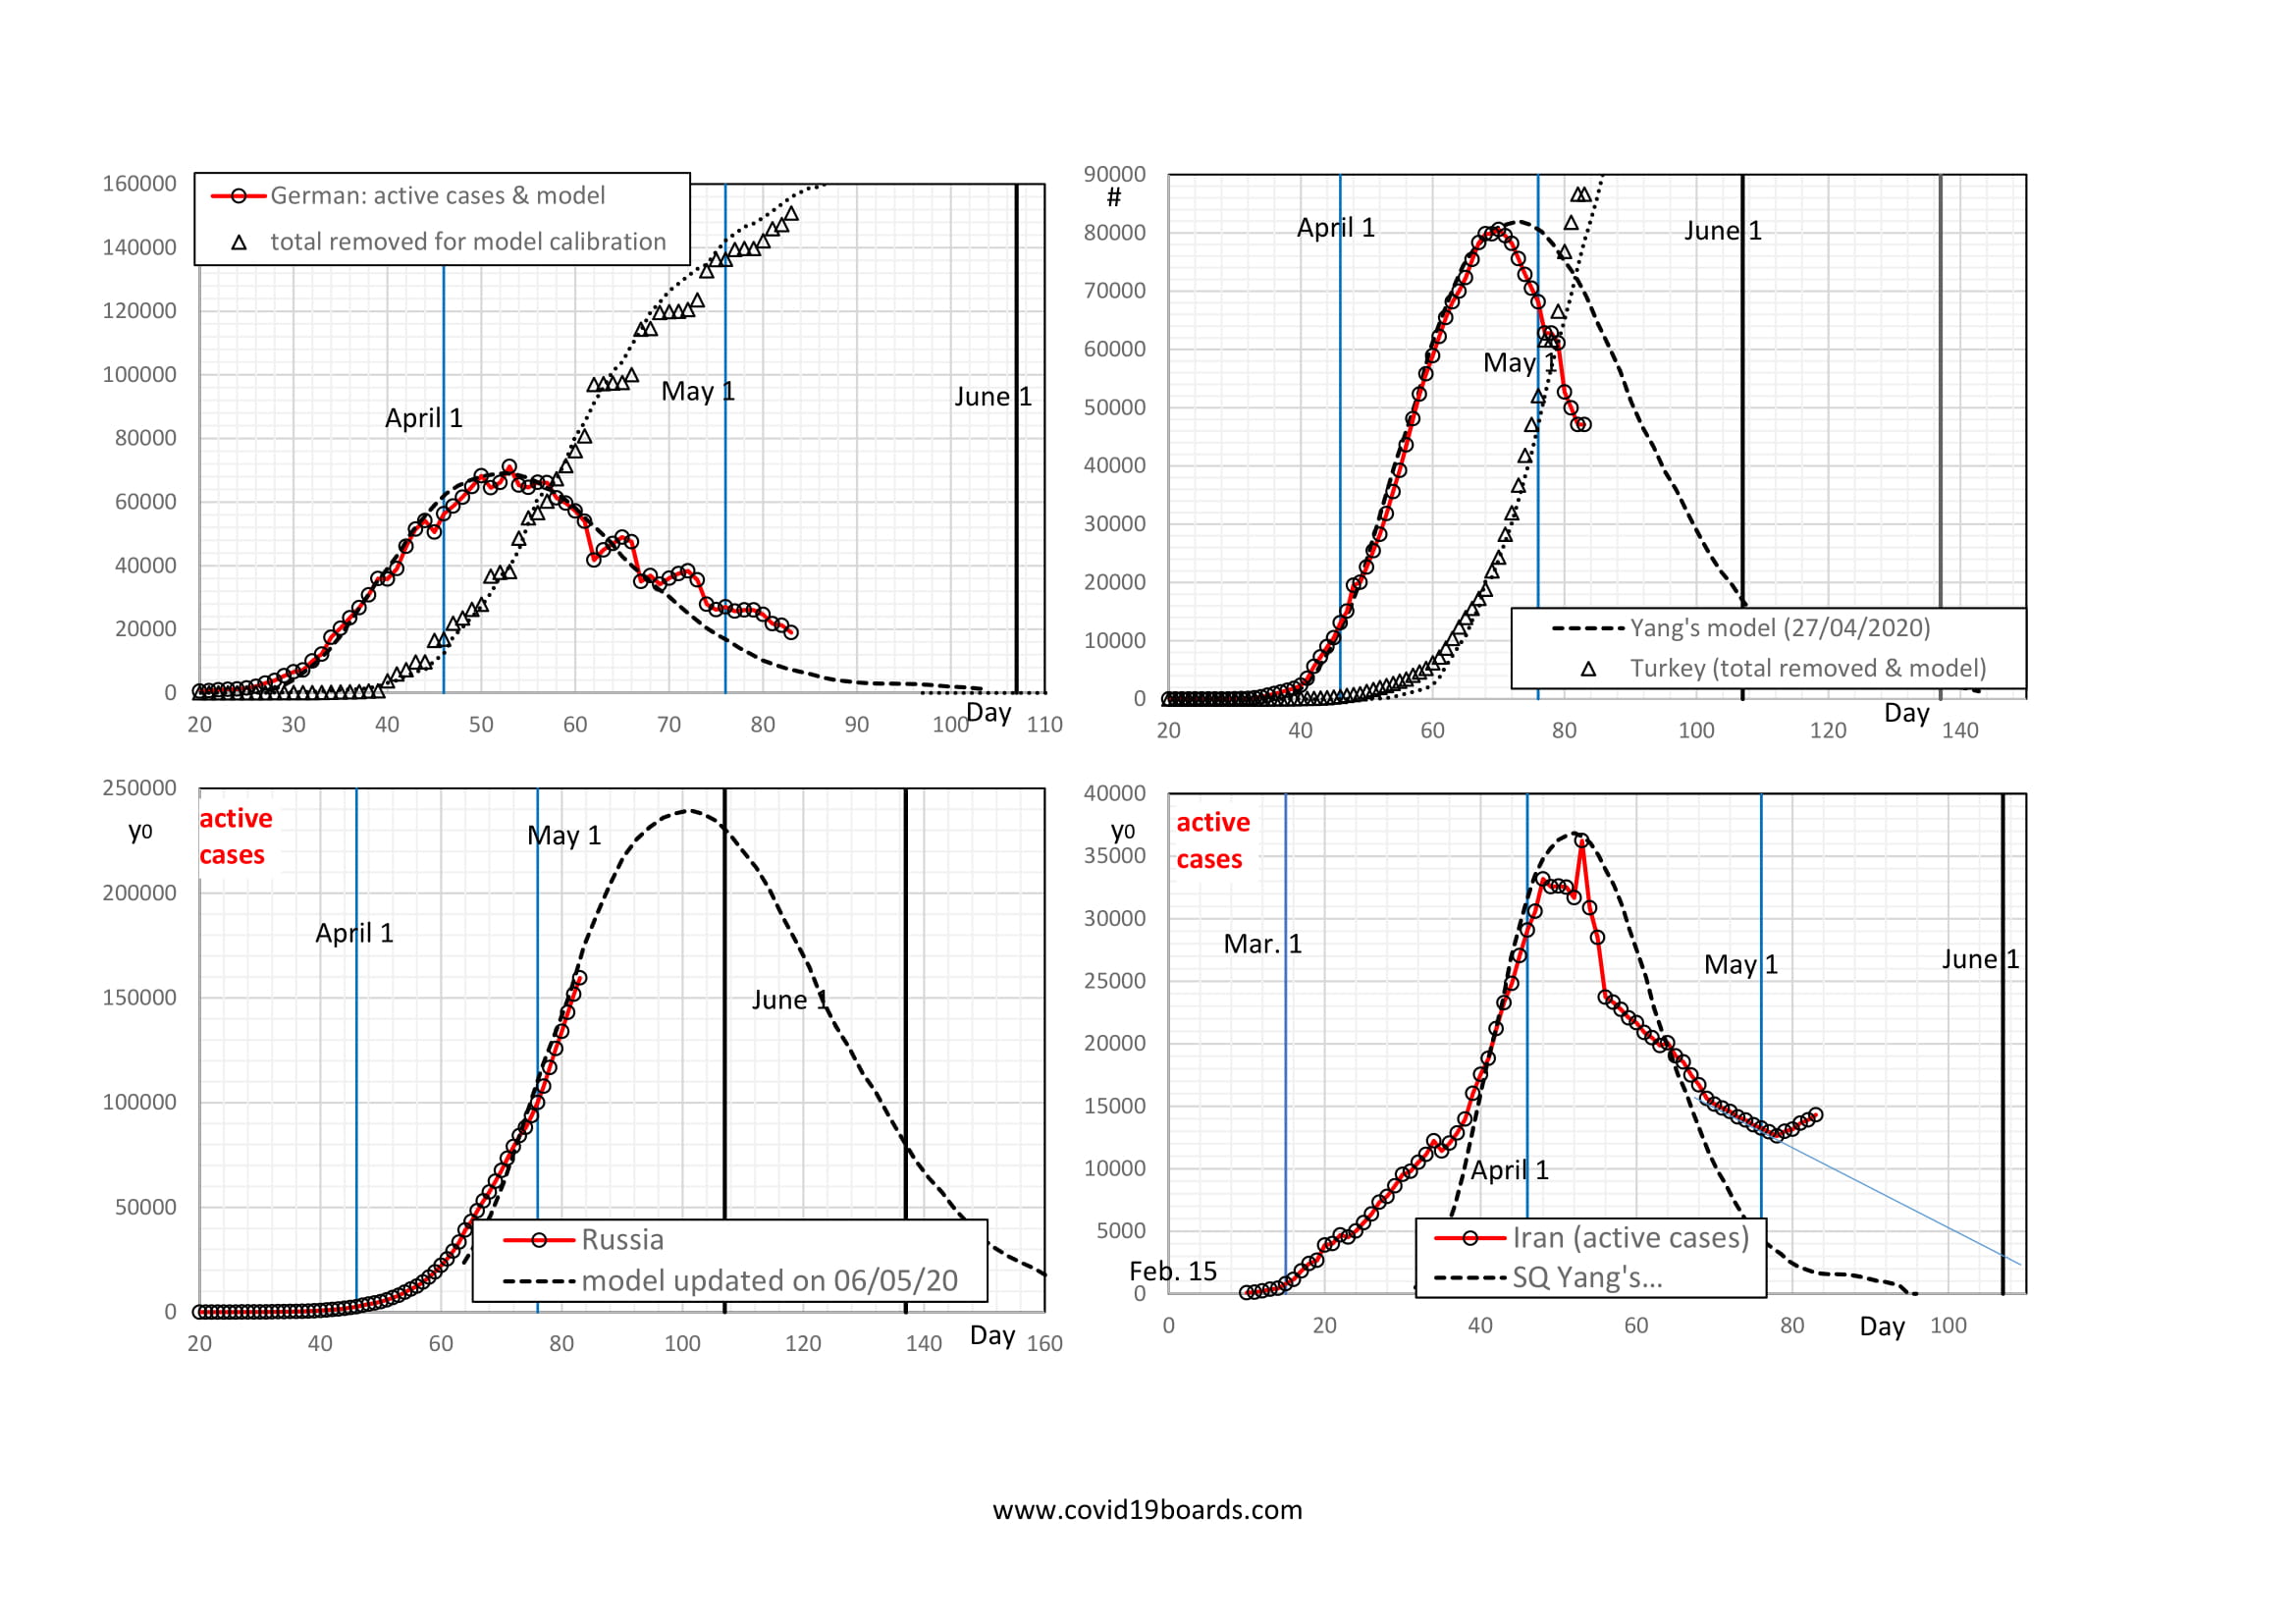 160000
140000
120000
100000
80000
60000
40000
20000
0
German: active cases & model
total removed for model calibration
April 1
May 1
June 1
20 30 40 50 60 70 80 90 100 110
Day
90000
80000
70000
60000
50000
40000
30000
20000
10000
0
#
April 1
June 1
May 1
Yang's model (27/04/2020)
Turkey (total removed & model)
Day
20 40 60 80 100 120 140
250000
200000
150000
100000
50000
0
active
cases
y0
May 1
April 1
June 1
Russia
model updated on 06/05/20
Day
20 40 60 80 100 120 140 160
40000
35000
30000
25000
20000
15000
10000
5000
0
active
cases
y0
Mar. 1
May 1
June 1
April 1
Feb. 15
Iran (active cases)
SQ Yang's...
0 20 40 60 80 100
Day
www.covid19boards.com